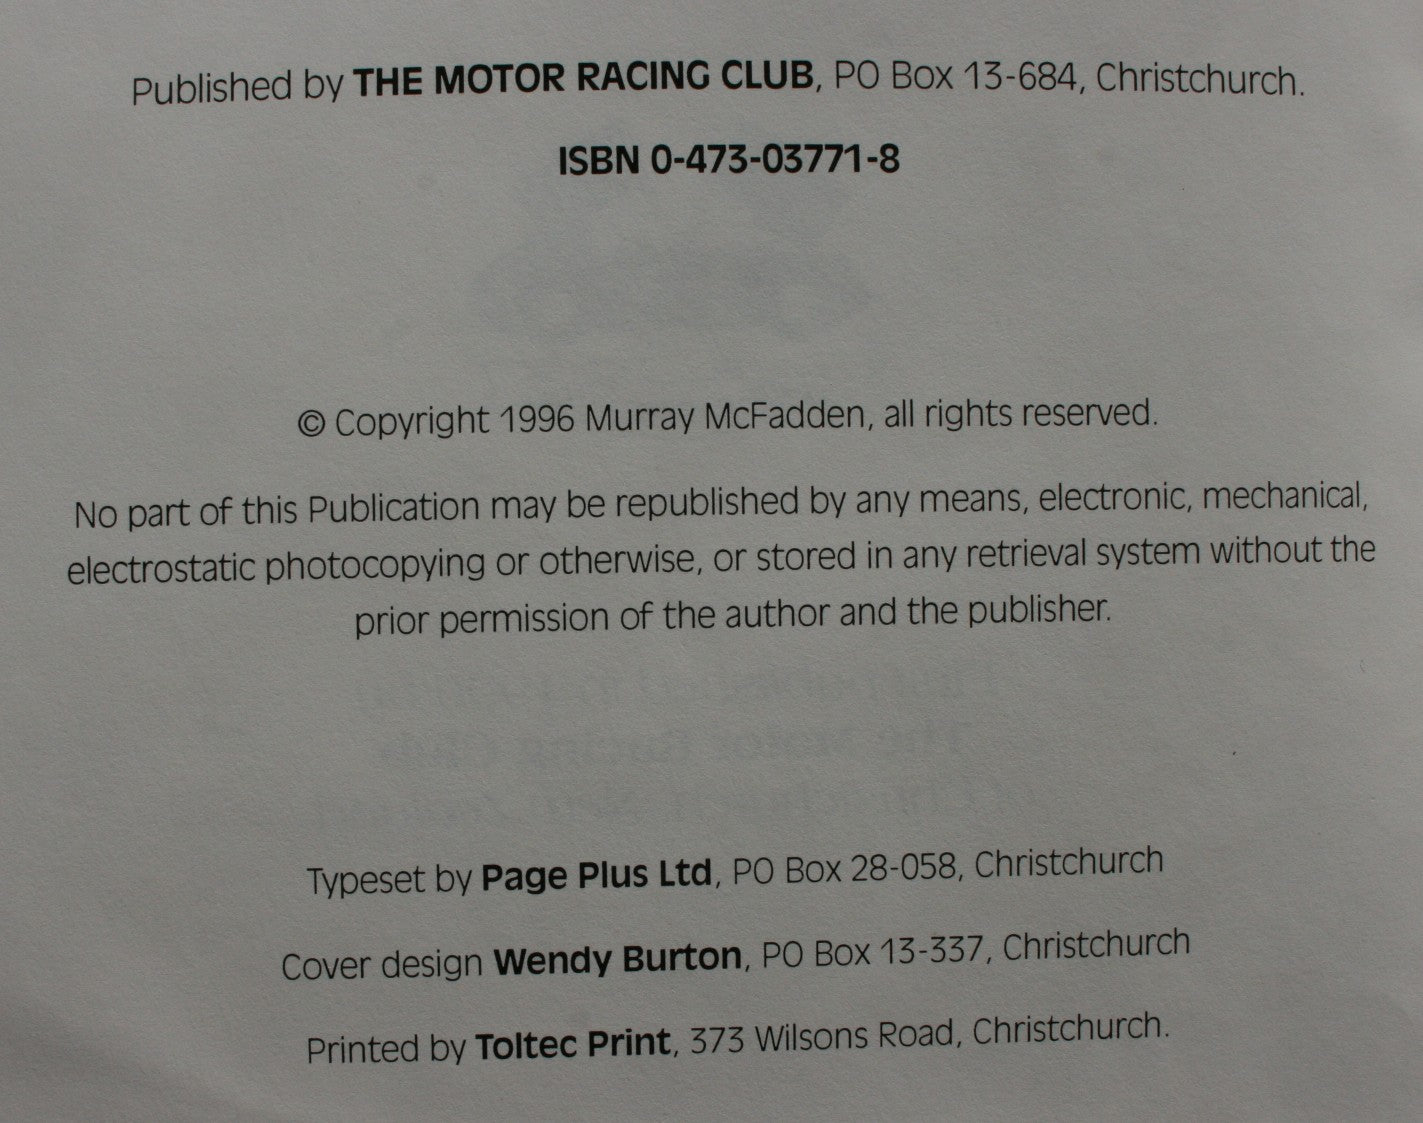 Published by THE MOTOR RACING CLUB, PO Box 13-684, Christchurch.
ISBN 0-473-03771-8
© Copyright 1996 Murray McFadden, all rights reserved.
No part of this Publication may be republished by any means, electronic, mechanical,
electrostatic photocopying or otherwise, or stored in any retrieval system without the
prior permission of the author and the publisher.
Typeset by Page Plus Ltd, PO Box 28-058, Christchurch
Cover design Wendy Burton, PO Box 13-337, Christchurch
Printed by Toltec Print, 373 Wilsons Road, Christchurch.